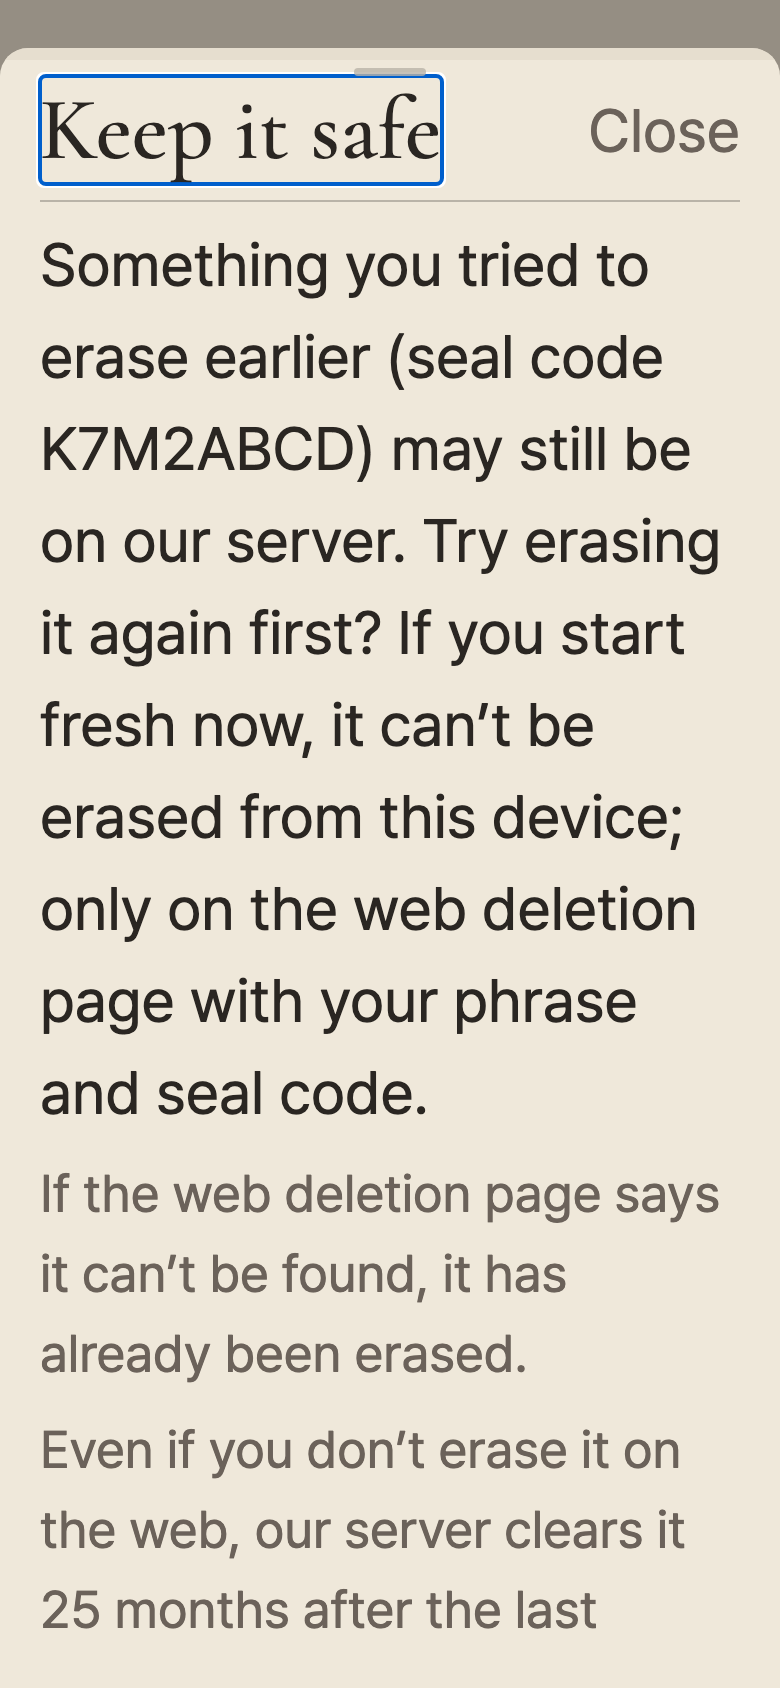 Keep it safe
Close
Something you tried to
erase earlier (seal code
K7M2ABCD) may still be
on our server. Try erasing
it again first? If you start
fresh now, it can’t be
erased from this device;
only on the web deletion
page with your phrase
and seal code.
If the web deletion page says
it can’t be found, it has
already been erased.
Even if you don’t erase it on
the web, our server clears it
25 months after the last